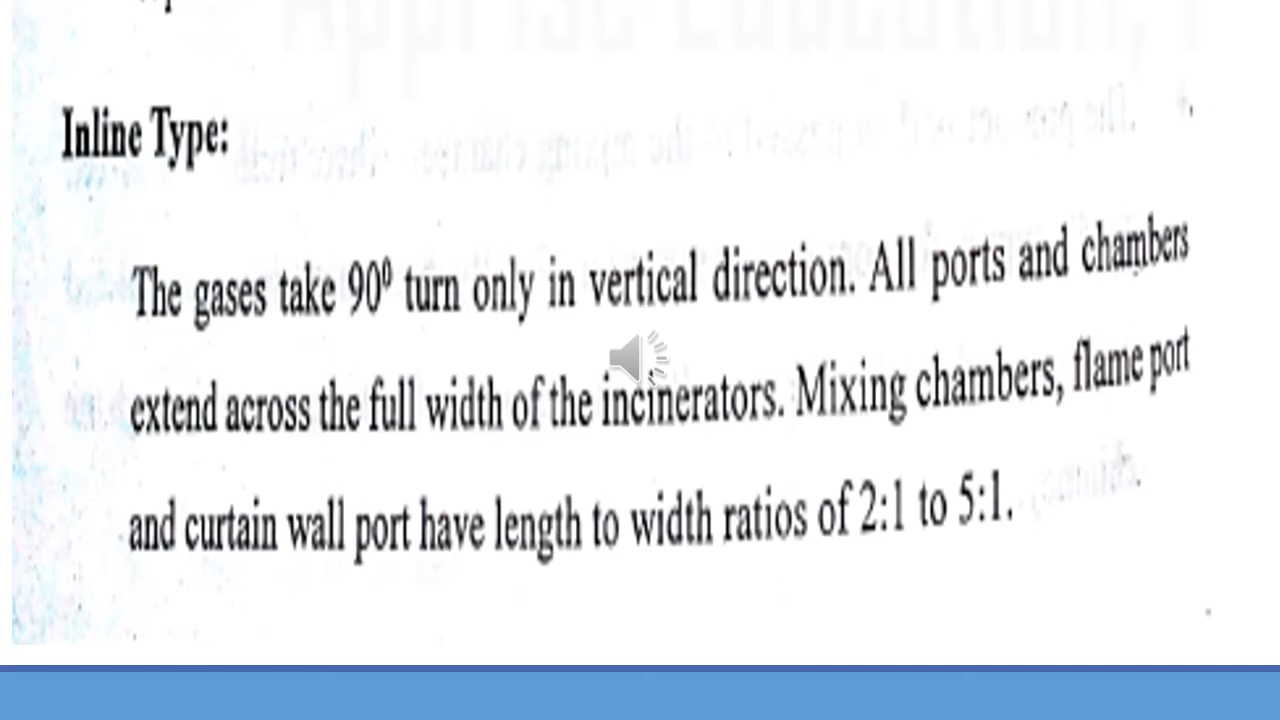 Inline Type:
The gases take 90⁰ turn only in vertical direction. All ports and chambers
extend across the full width of the incinerators. Mixing chambers, flame port
and curtain wall port have length to width ratios of 2:1 to 5:1.